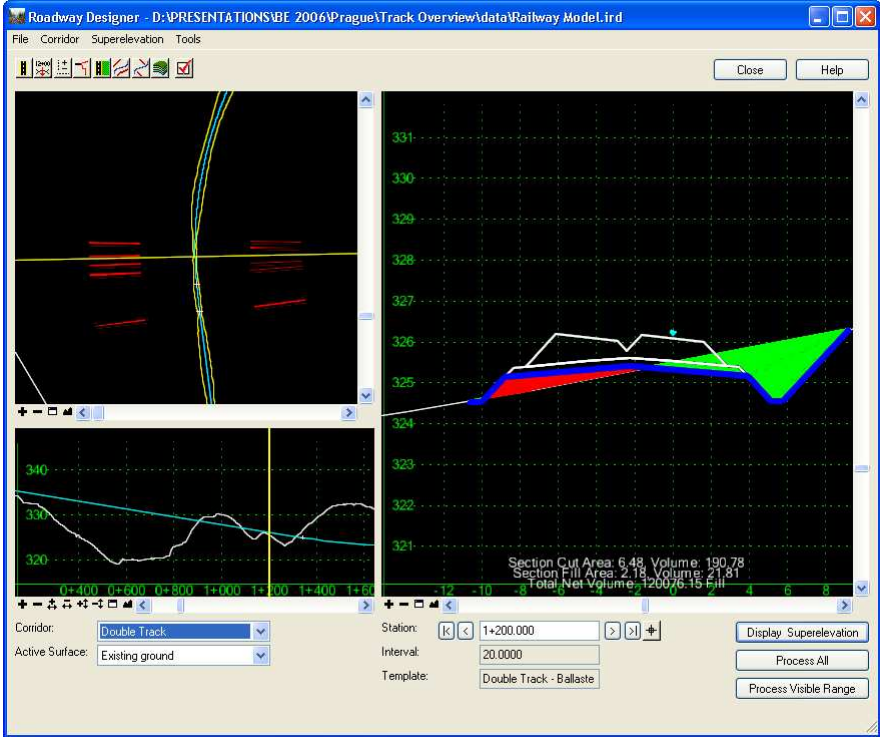 Roadway Designer - D:\PRESENTATIONS\BE 2006\Prague\Track Overview\data\Railway Model.ird
File Corridor Superelevation Tools
Close Help
331
330
329
328
327
326
325
324
323
322
321
Section Cut Area: 6.48, Volume: 190.78
Section Fill Area: 2.18, Volume: 21.81
Total Net Volume: 120076.15 Fill
-12 -10 -8 -6 -4 -2 0 2 4 6 8
340
330
320
0+400 0+600 0+800 1+000 1+200 1+400 1+60
Corridor: Double Track
Active Surface: Existing ground
Station: 1+200.000
Interval: 20.0000
Template: Double Track - Ballaste
Display Superelevation
Process All
Process Visible Range